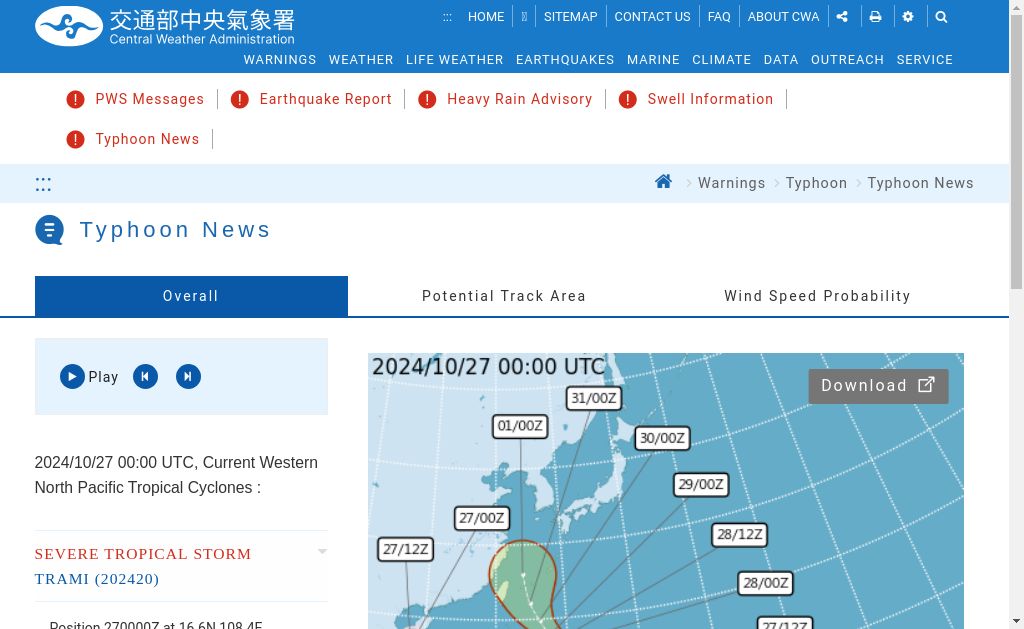 交通部中央氣象署
Central Weather Administration
::: HOME SITEMAP CONTACT US FAQ ABOUT CWA
WARNINGS WEATHER LIFE WEATHER EARTHQUAKES MARINE CLIMATE DATA OUTREACH SERVICE
PWS Messages Earthquake Report Heavy Rain Advisory Swell Information
Typhoon News
::: Warnings Typhoon Typhoon News
Typhoon News
Overall Potential Track Area Wind Speed Probability
Play
2024/10/27 00:00 UTC, Current Western
North Pacific Tropical Cyclones :
SEVERE TROPICAL STORM
TRAMI (202420)
Position 270000Z at 16.6N 108.4E
2024/10/27 00:00 UTC
Download
31/00Z
01/00Z
30/00Z
29/00Z
27/00Z
28/12Z
27/12Z
28/00Z
27/12Z